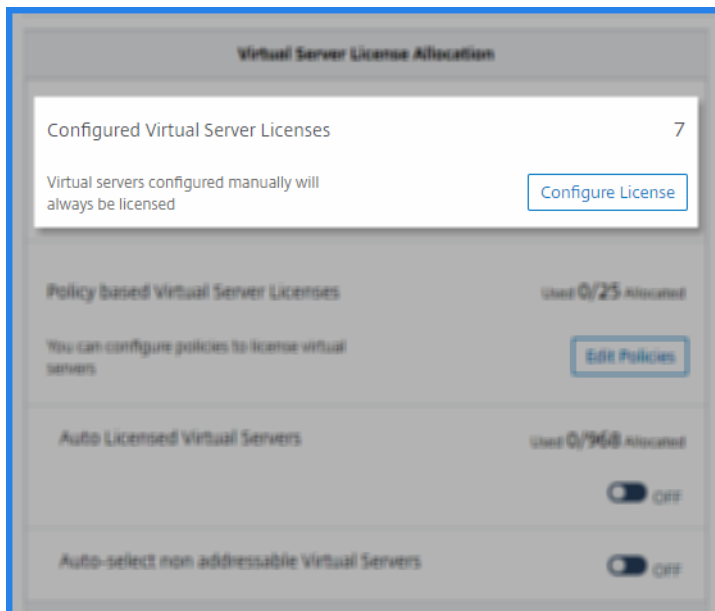 Virtual Server License Allocation
Configured Virtual Server Licenses 7
Virtual servers configured manually will
always be licensed
Configure License
Policy based Virtual Server Licenses Used 0/25 Allocated
You can configure policies to license virtual
servers
Edit Policies
Auto Licensed Virtual Servers Used 0/968 Allocated
OFF
Auto-select non addressable Virtual Servers OFF